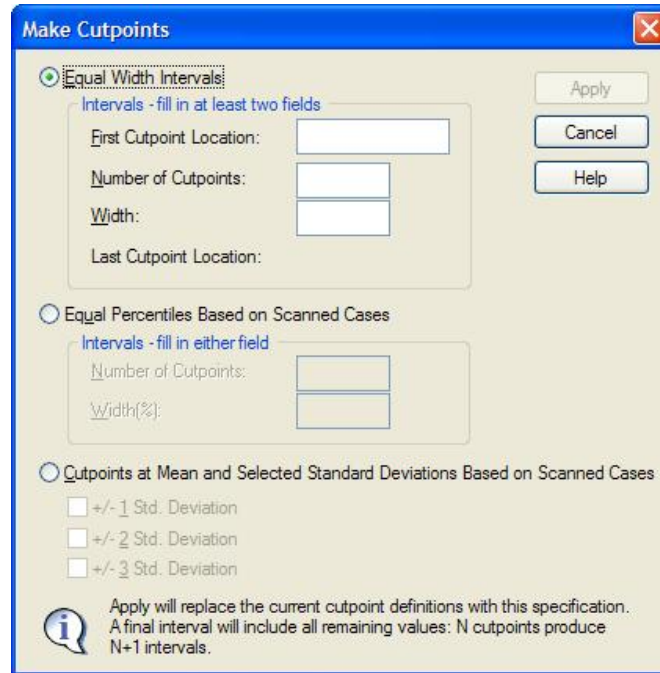 Make Cutpoints
Equal Width Intervals
Apply
Intervals - fill in at least two fields
First Cutpoint Location:
Cancel
Number of Cutpoints:
Help
Width:
Last Cutpoint Location:
Equal Percentiles Based on Scanned Cases
Intervals - fill in either field
Number of Cutpoints:
Width(%):
Cutpoints at Mean and Selected Standard Deviations Based on Scanned Cases
+/- 1 Std. Deviation
+/- 2 Std. Deviation
+/- 3 Std. Deviation
Apply will replace the current cutpoint definitions with this specification.
A final interval will include all remaining values: N cutpoints produce
N+1 intervals.